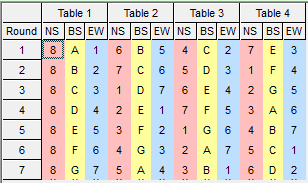 Table 1 Table 2 Table 3 Table 4
Round NS BS EW NS BS EW NS BS EW NS BS EW
1 8 A 1 6 B 5 4 C 2 7 E 3
2 8 B 2 7 C 6 5 D 3 1 F 4
3 8 C 3 1 D 7 6 E 4 2 G 5
4 8 D 4 2 E 1 7 F 5 3 A 6
5 8 E 5 3 F 2 1 G 6 4 B 7
6 8 F 6 4 G 3 2 A 7 5 C 1
7 8 G 7 5 A 4 3 B 1 6 D 2